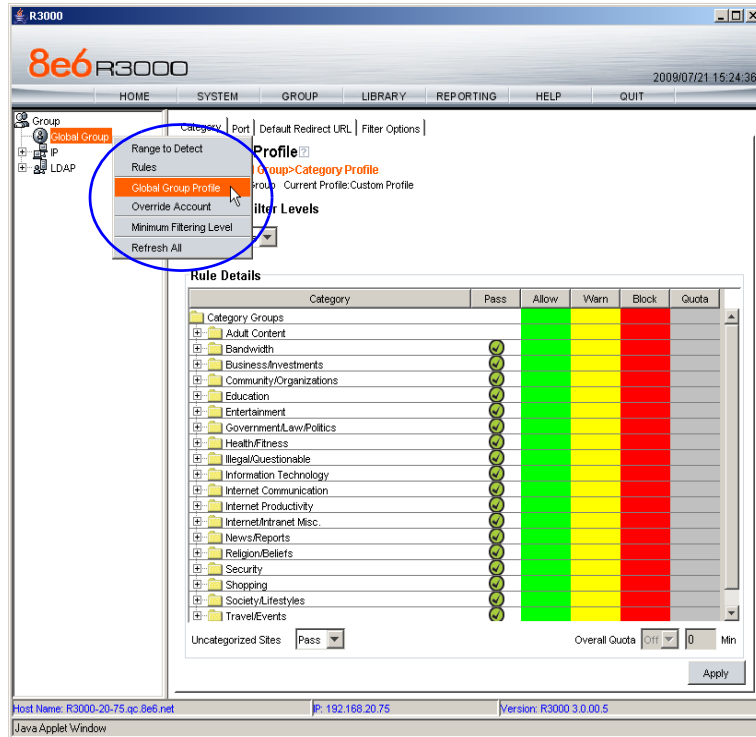 R3000
8e6 R3000
2009/07/21 15:24:36
HOME SYSTEM GROUP LIBRARY REPORTING HELP QUIT
Group
Global Group
IP
LDAP
Range to Detect
Rules
Global Group Profile
Override Account
Minimum Filtering Level
Refresh All
Category Port Default Redirect URL Filter Options
Profile
Group>Category Profile
Group Current Profile:Custom Profile
Filter Levels
Rule Details
Category Pass Allow Warn Block Quota
Category Groups
Adult Content
Bandwidth
Business/Investments
Community/Organizations
Education
Entertainment
Government/Law/Politics
Health/Fitness
Illegal/Questionable
Information Technology
Internet Communication
Internet Productivity
Internet/Intranet Misc.
News/Reports
Religion/Beliefs
Security
Shopping
Society/Lifestyles
Travel/Events
Uncategorized Sites Pass Overall Quota Off 0 Min
Apply
Host Name: R3000-20-75.qc.8e6.net IP: 192.168.20.75 Version: R3000 3.0.00.5
Java Applet Window